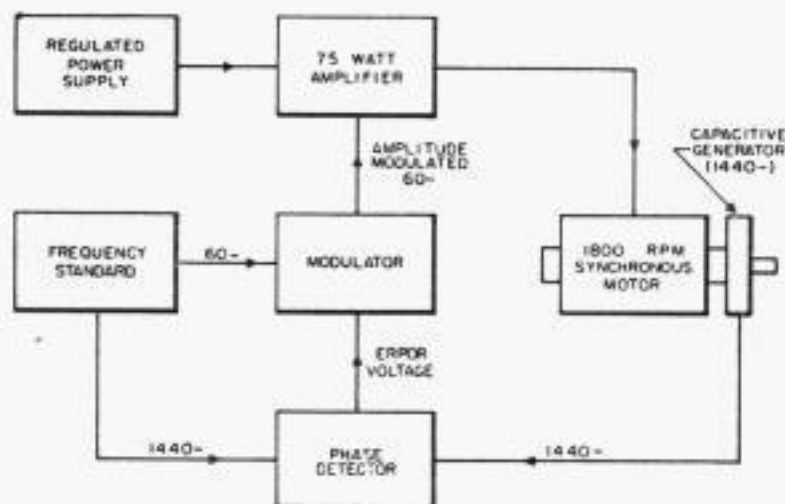 REGULATED
POWER
SUPPLY
75 WATT
AMPLIFIER
AMPLITUDE
MODULATED
60~
CAPACITIVE
GENERATOR
(1440~)
FREQUENCY
STANDARD
60~
MODULATOR
1800 RPM
SYNCHRONOUS
MOTOR
ERROR
VOLTAGE
1440~
PHASE
DETECTOR
1440~